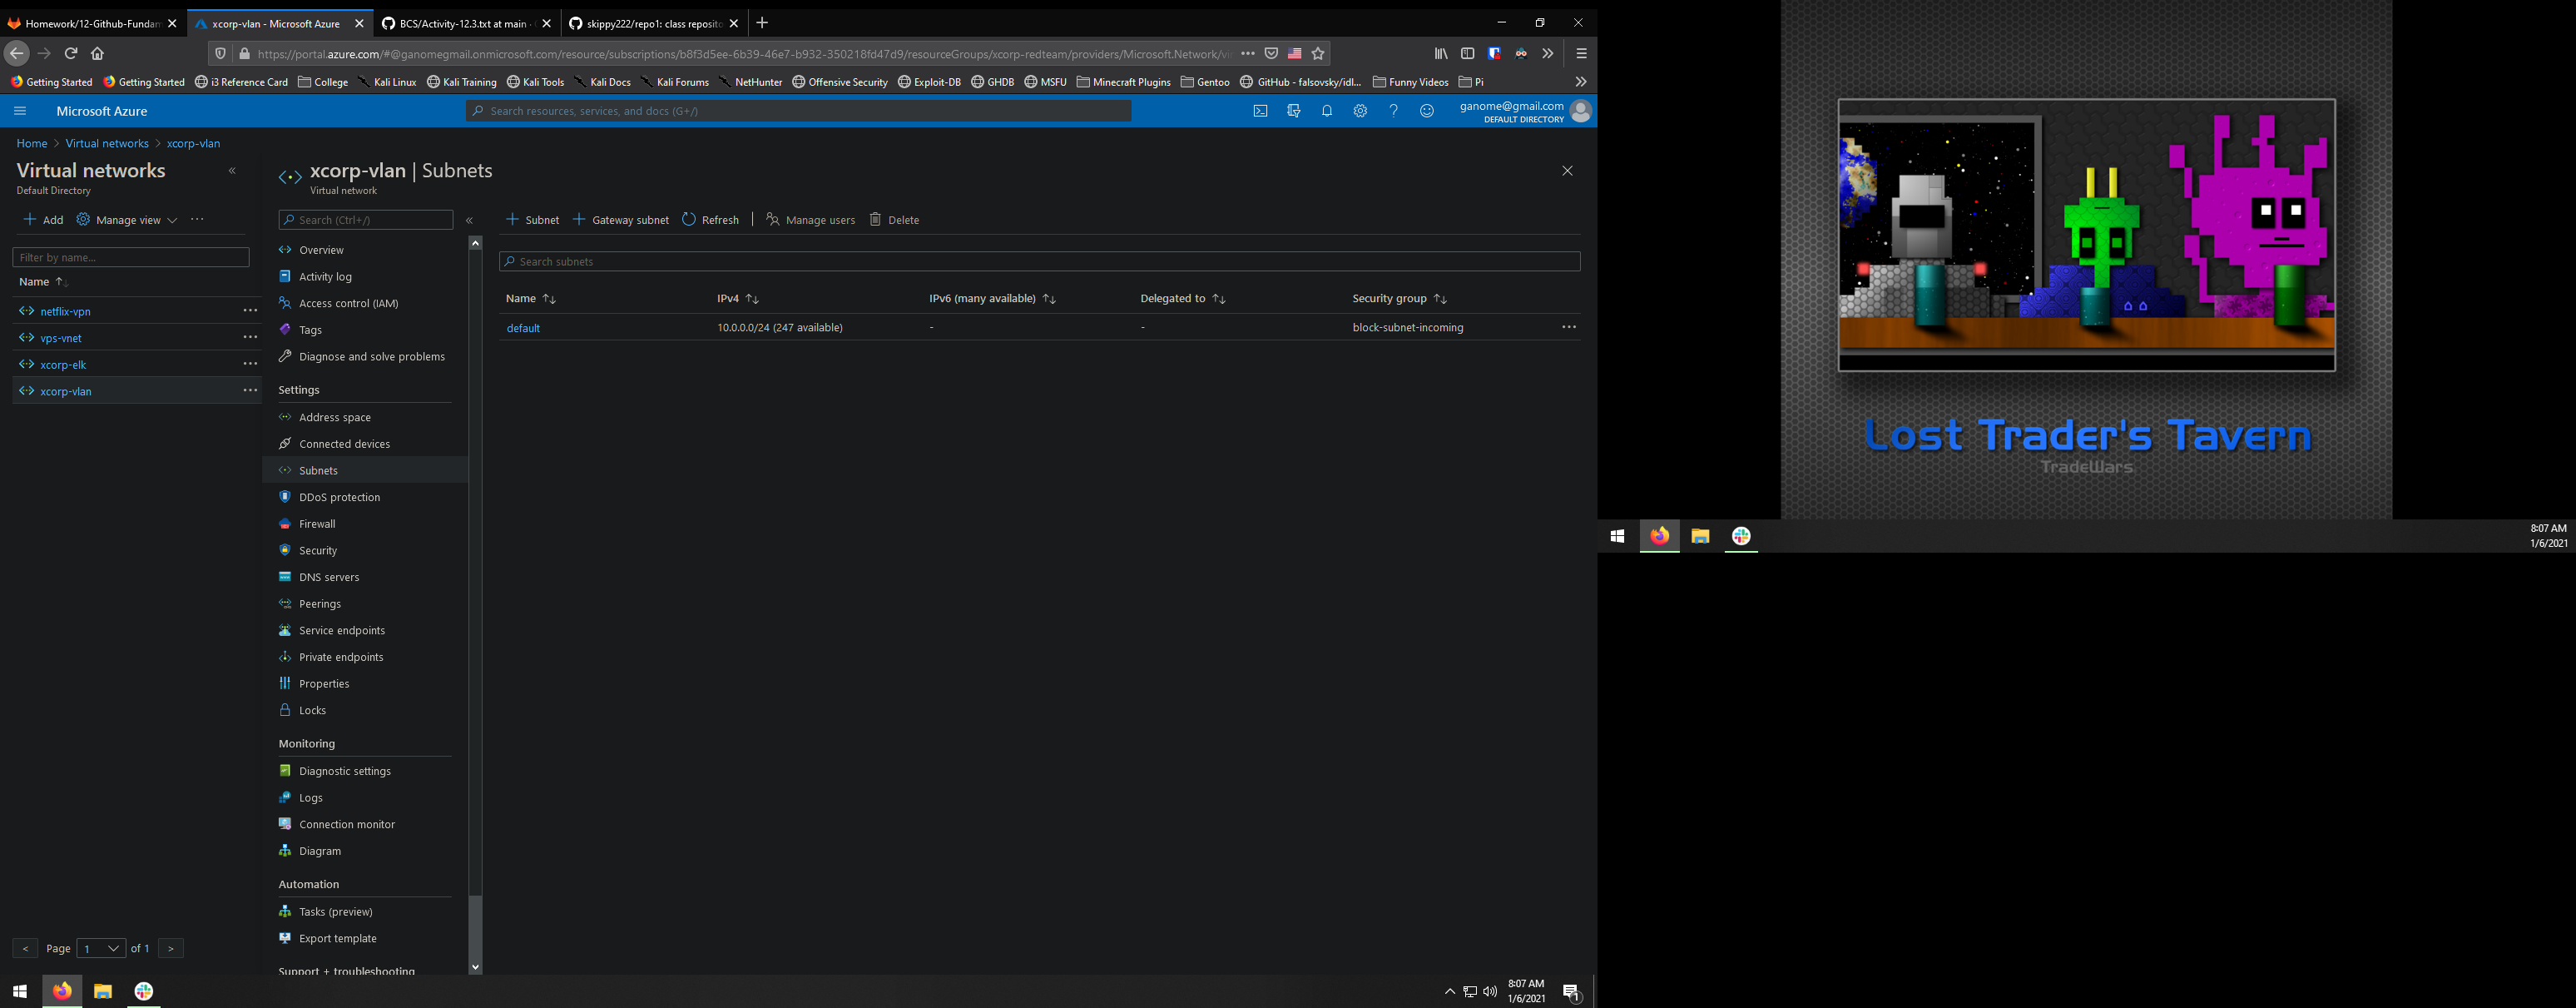 Homework/12-Github-Fundam
xcorp-vlan - Microsoft Azure
BCS/Activity-12.3.txt at main ·
skippy222/repo1: class reposito
https://portal.azure.com/#@ganomegmail.onmicrosoft.com/resource/subscriptions/b8f3d5ee-6b39-46e7-b932-350218fd47d9/resourceGroups/xcorp-redteam/providers/Microsoft.Network/vi
Getting Started
Getting Started
i3 Reference Card
College
Kali Linux
Kali Training
Kali Tools
Kali Docs
Kali Forums
NetHunter
Offensive Security
Exploit-DB
GHDB
MSFU
Minecraft Plugins
Gentoo
GitHub - falsovsky/idl...
Funny Videos
Pi
Microsoft Azure
Search resources, services, and docs (G+/)
ganome@gmail.com
DEFAULT DIRECTORY
Home > Virtual networks > xcorp-vlan
Virtual networks
Default Directory
Add
Manage view
Filter by name...
Name
netflix-vpn
vps-vnet
xcorp-elk
xcorp-vlan
< Page 1 of 1 >
xcorp-vlan | Subnets
Virtual network
Search (Ctrl+/)
Overview
Activity log
Access control (IAM)
Tags
Diagnose and solve problems
Settings
Address space
Connected devices
Subnets
DDoS protection
Firewall
Security
DNS servers
Peerings
Service endpoints
Private endpoints
Properties
Locks
Monitoring
Diagnostic settings
Logs
Connection monitor
Diagram
Automation
Tasks (preview)
Export template
Support + troubleshooting
Subnet
Gateway subnet
Refresh
Manage users
Delete
Search subnets
Name
IPv4
IPv6 (many available)
Delegated to
Security group
default
10.0.0.0/24 (247 available)
-
-
block-subnet-incoming
8:07 AM
1/6/2021
1
Lost Trader's Tavern
TradeWars
8:07 AM
1/6/2021